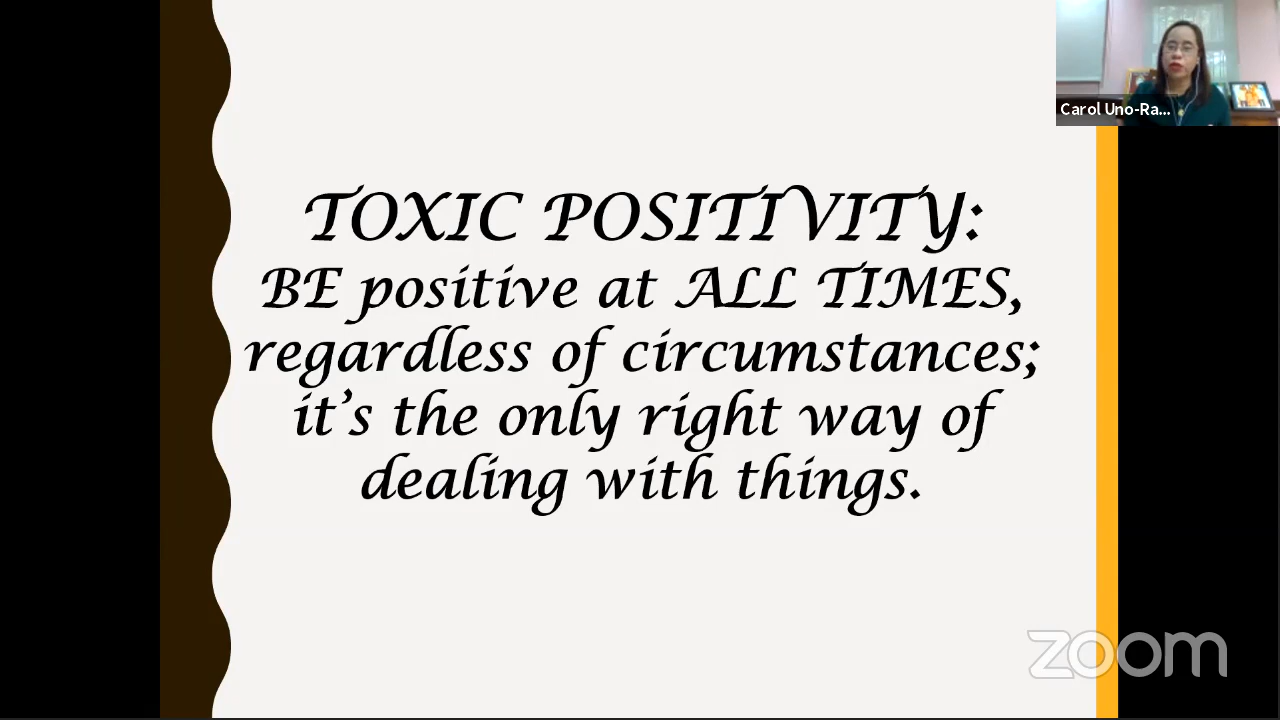 Carol Uno-Ra...
TOXIC POSITIVITY:
BE positive at ALL TIMES,
regardless of circumstances;
it's the only right way of
dealing with things.
zoom